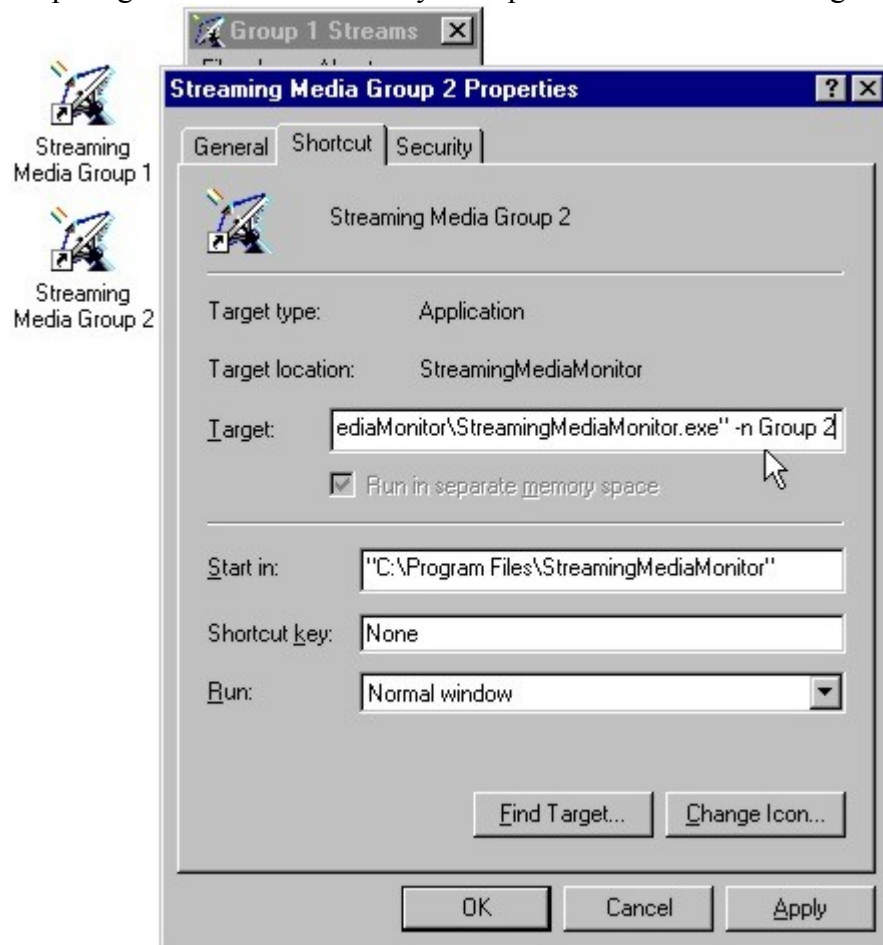 Group 1 Streams
Streaming Media Group 2 Properties
Streaming
Media Group 1
Streaming
Media Group 2
General Shortcut Security
Streaming Media Group 2
Target type: Application
Target location: StreamingMediaMonitor
Target: ediaMonitor\StreamingMediaMonitor.exe" -n Group 2
Run in separate memory space
Start in: "C:\Program Files\StreamingMediaMonitor"
Shortcut key: None
Run: Normal window
Find Target... Change Icon...
OK Cancel Apply